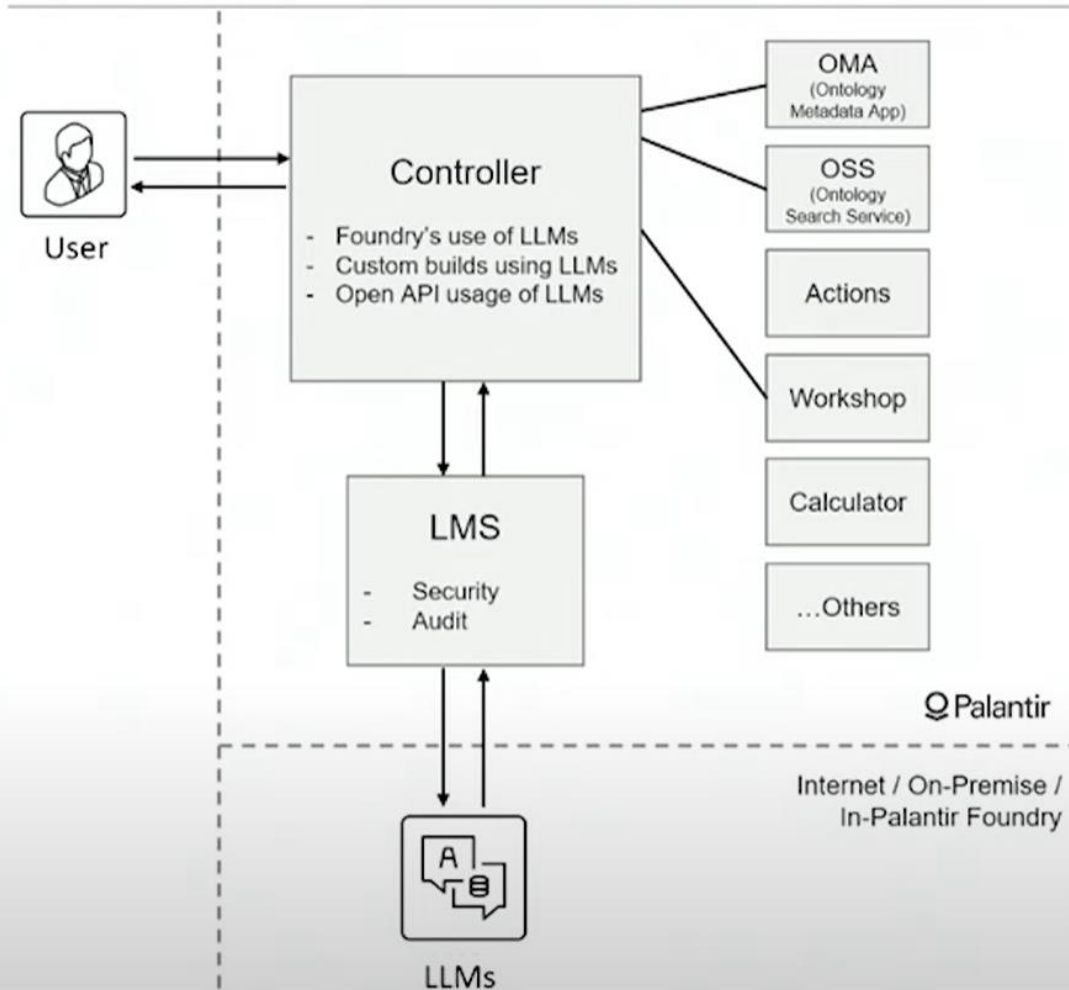 User
Controller
- Foundry's use of LLMs
- Custom builds using LLMs
- Open API usage of LLMs
LMS
- Security
- Audit
LLMs
OMA
(Ontology
Metadata App)
OSS
(Ontology
Search Service)
Actions
Workshop
Calculator
...Others
Palantir
Internet / On-Premise /
In-Palantir Foundry
A